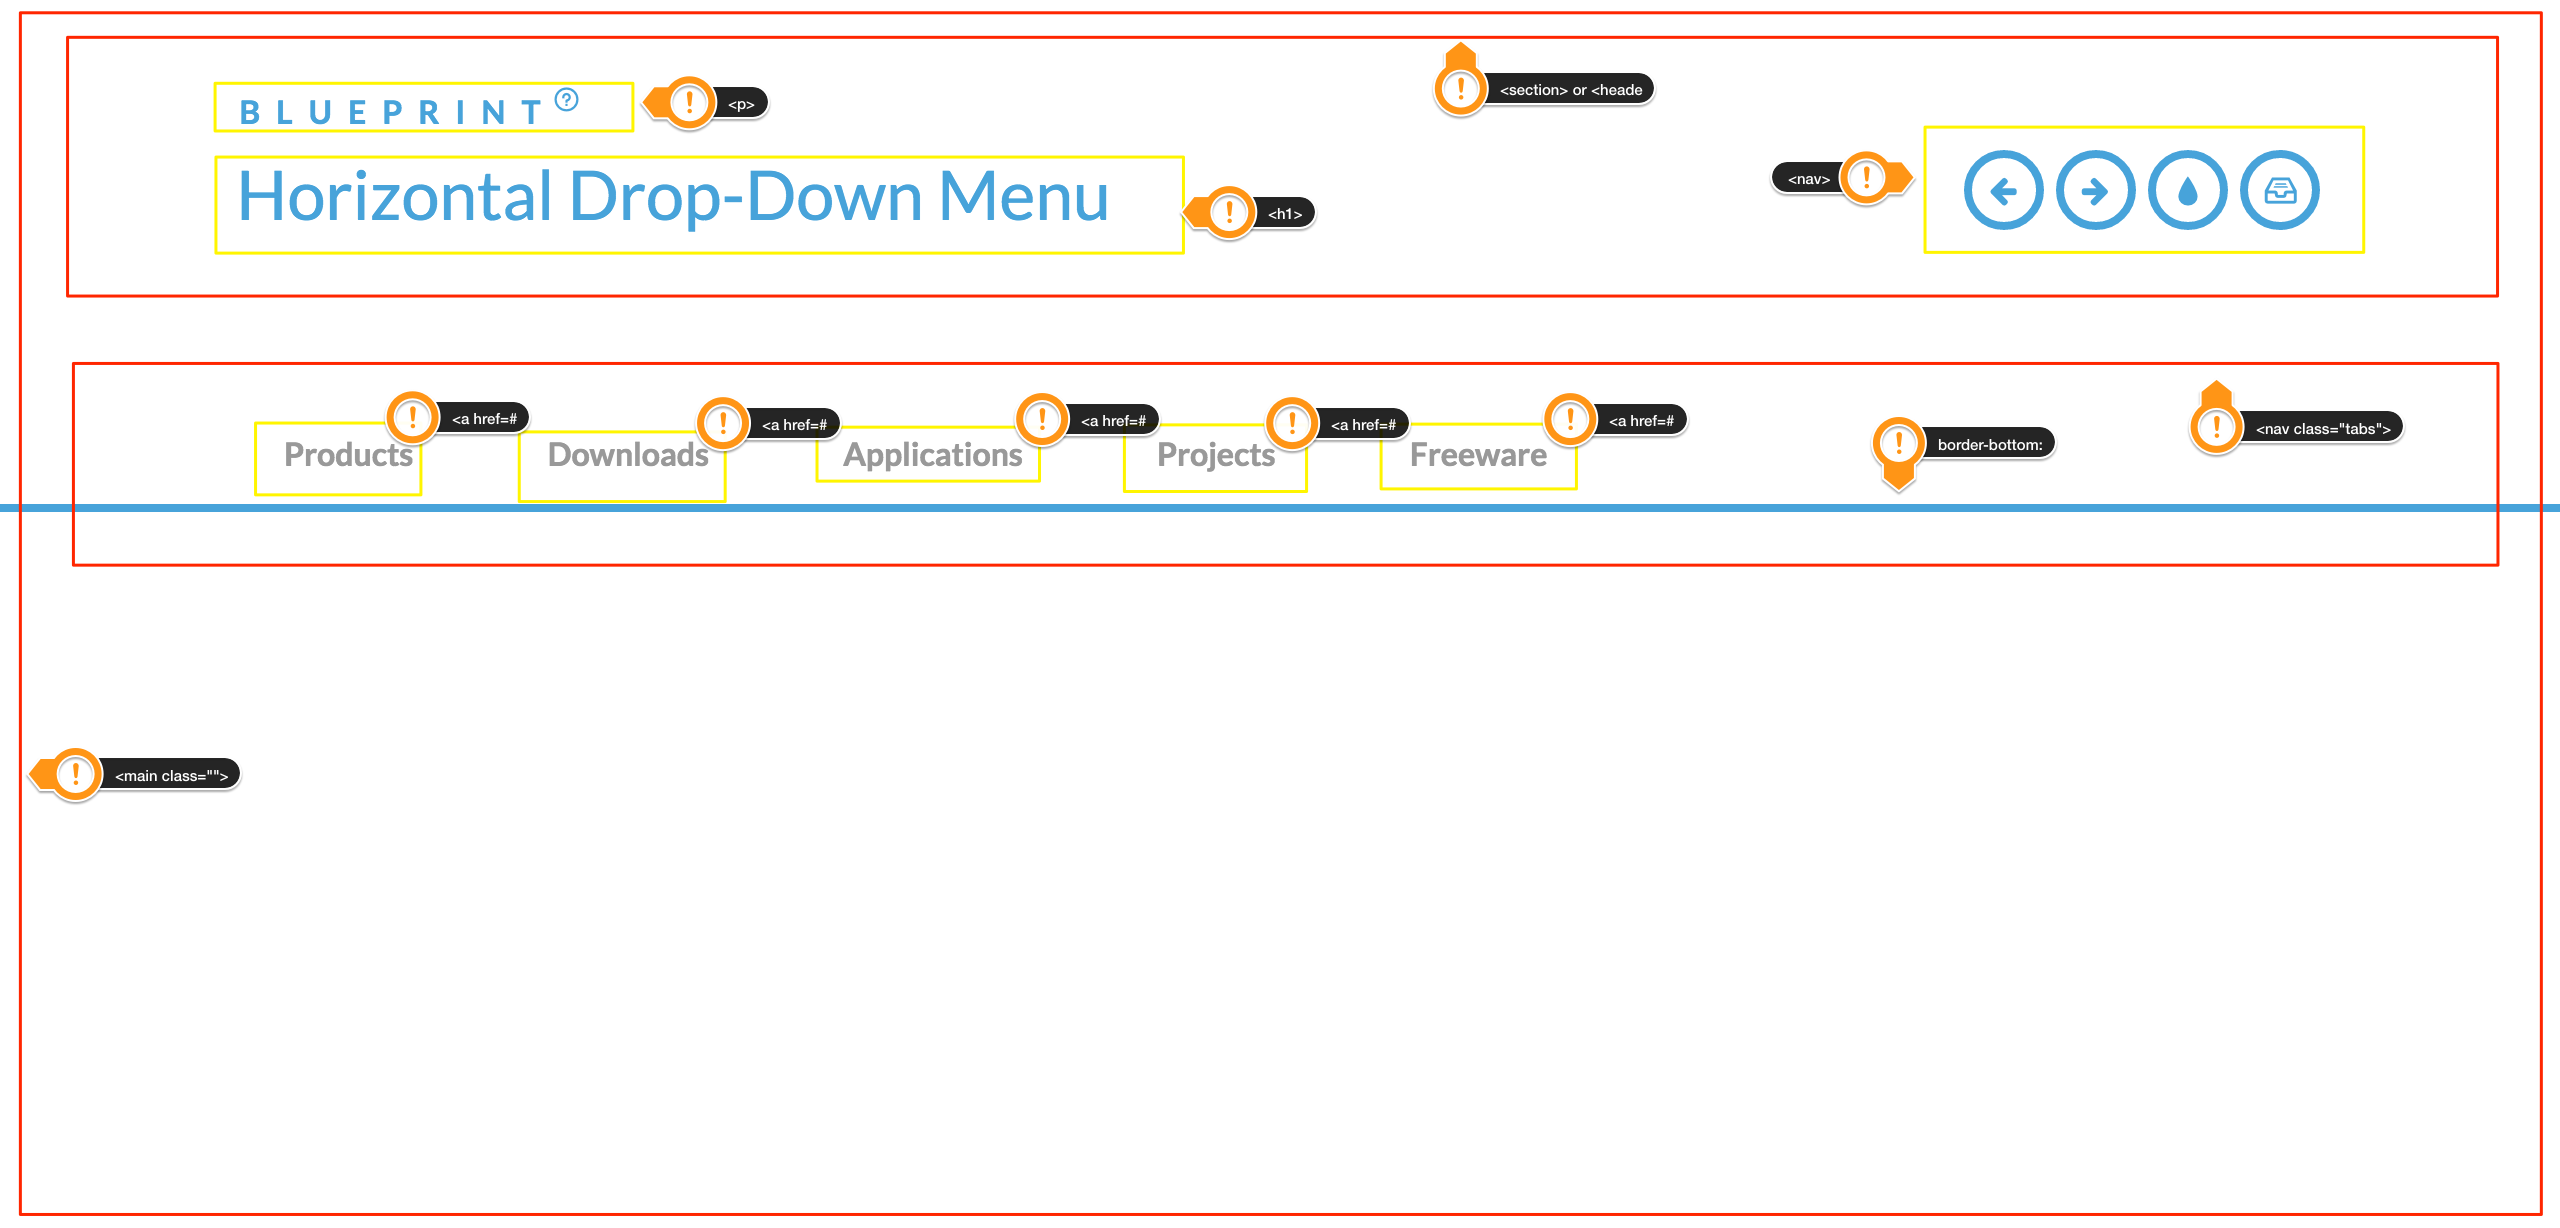 BLUEPRINT?
<p>
<section> or <heade
Horizontal Drop-Down Menu
<h1>
<nav>
<a href=#
<a href=#
<a href=#
<a href=#
<a href=#
Products
Downloads
Applications
Projects
Freeware
border-bottom:
<nav class="tabs">
<main class="">